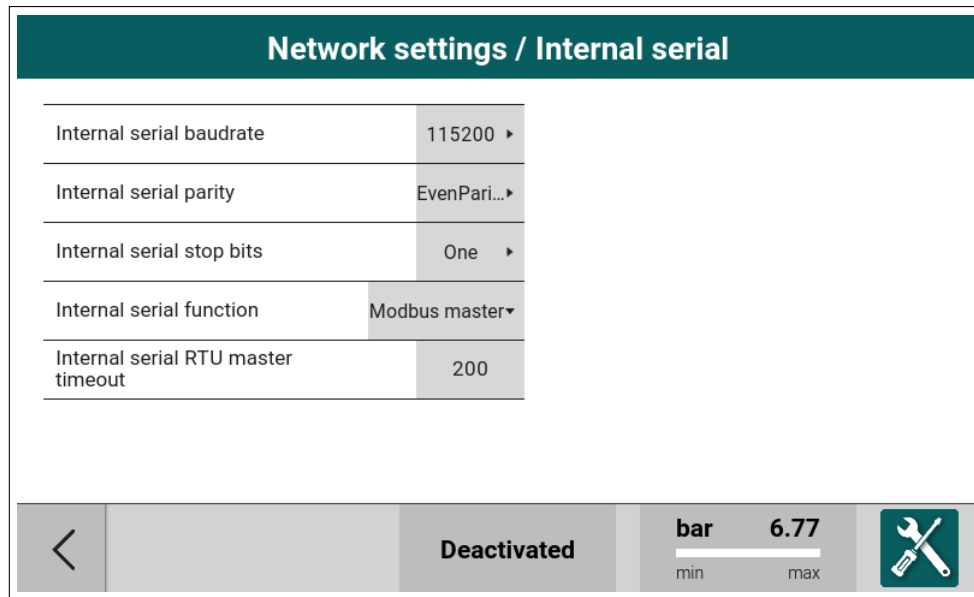 Network settings / Internal serial
Internal serial baudrate 115200
Internal serial parity EvenPari...
Internal serial stop bits One
Internal serial function Modbus master
Internal serial RTU master
timeout 200
Deactivated
bar 6.77
min max